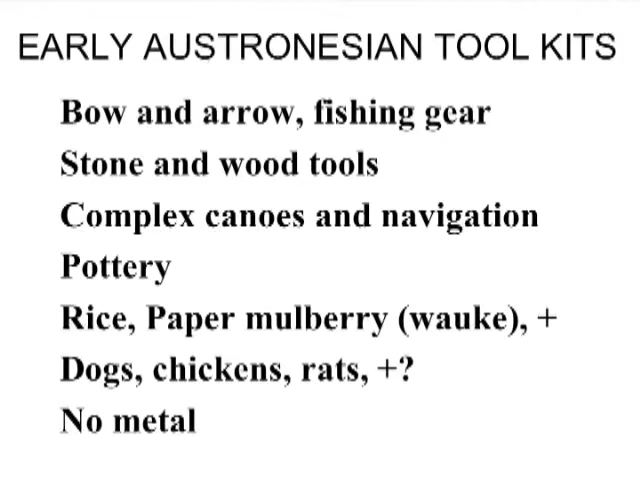 EARLY AUSTRONESIAN TOOL KITS
Bow and arrow, fishing gear
Stone and wood tools
Complex canoes and navigation
Pottery
Rice, Paper mulberry (wauke), +
Dogs, chickens, rats, +?
No metal